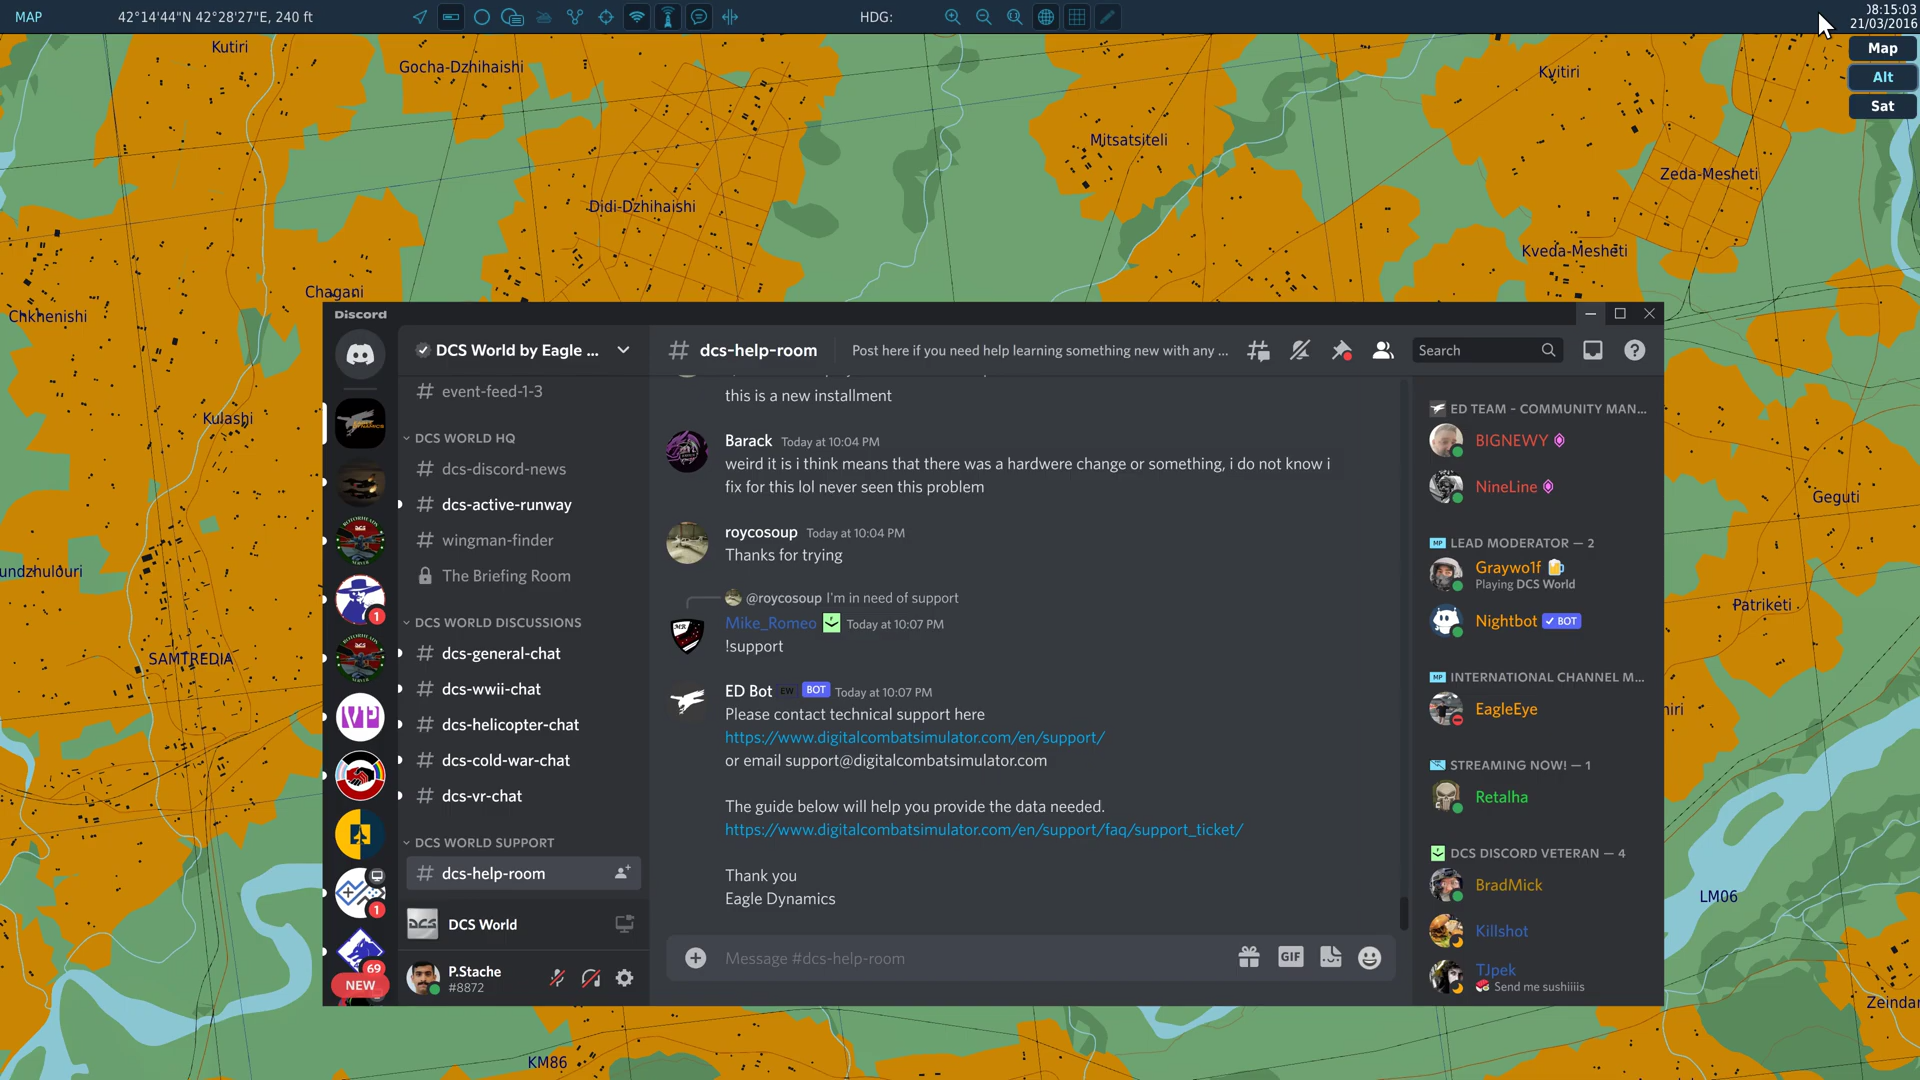 MAP
42°14'44"N 42°28'27"E, 240 ft
HDG:
08:15:03
21/03/2016
Map
Alt
Sat
Kutiri
Gocha-Dzhihaishi
Kvitiri
Mitsatsiteli
Zeda-Mesheti
Didi-Dzhihaishi
Kveda-Mesheti
Chagani
Chkhenishi
Kulashi
Geguti
undzhulouri
Patriketi
SAMTREDIA
niri
LM06
Zeindar
KM86
Discord
DCS World by Eagle ...
dcs-help-room
Post here if you need help learning something new with any ...
Search
event-feed-1-3
DCS WORLD HQ
dcs-discord-news
dcs-active-runway
wingman-finder
The Briefing Room
DCS WORLD DISCUSSIONS
dcs-general-chat
dcs-wwii-chat
dcs-helicopter-chat
dcs-cold-war-chat
dcs-vr-chat
DCS WORLD SUPPORT
dcs-help-room
DCS World
P.Stache
#8872
1
1
69
NEW
this is a new installment
Barack Today at 10:04 PM
weird it is i think means that there was a hardwere change or something, i do not know i
fix for this lol never seen this problem
roycosoup Today at 10:04 PM
Thanks for trying
@roycosoup I'm in need of support
Mike_Romeo Today at 10:07 PM
!support
ED Bot EW BOT Today at 10:07 PM
Please contact technical support here
https://www.digitalcombatsimulator.com/en/support/
or email support@digitalcombatsimulator.com
The guide below will help you provide the data needed.
https://www.digitalcombatsimulator.com/en/support/faq/support_ticket/
Thank you
Eagle Dynamics
Message #dcs-help-room
GIF
ED TEAM - COMMUNITY MAN...
BIGNEWY
NineLine
MP LEAD MODERATOR — 2
Graywo1f
Playing DCS World
Nightbot BOT
MP INTERNATIONAL CHANNEL M...
EagleEye
STREAMING NOW! — 1
Retalha
DCS DISCORD VETERAN — 4
BradMick
Killshot
TJpek
Send me sushiiiis